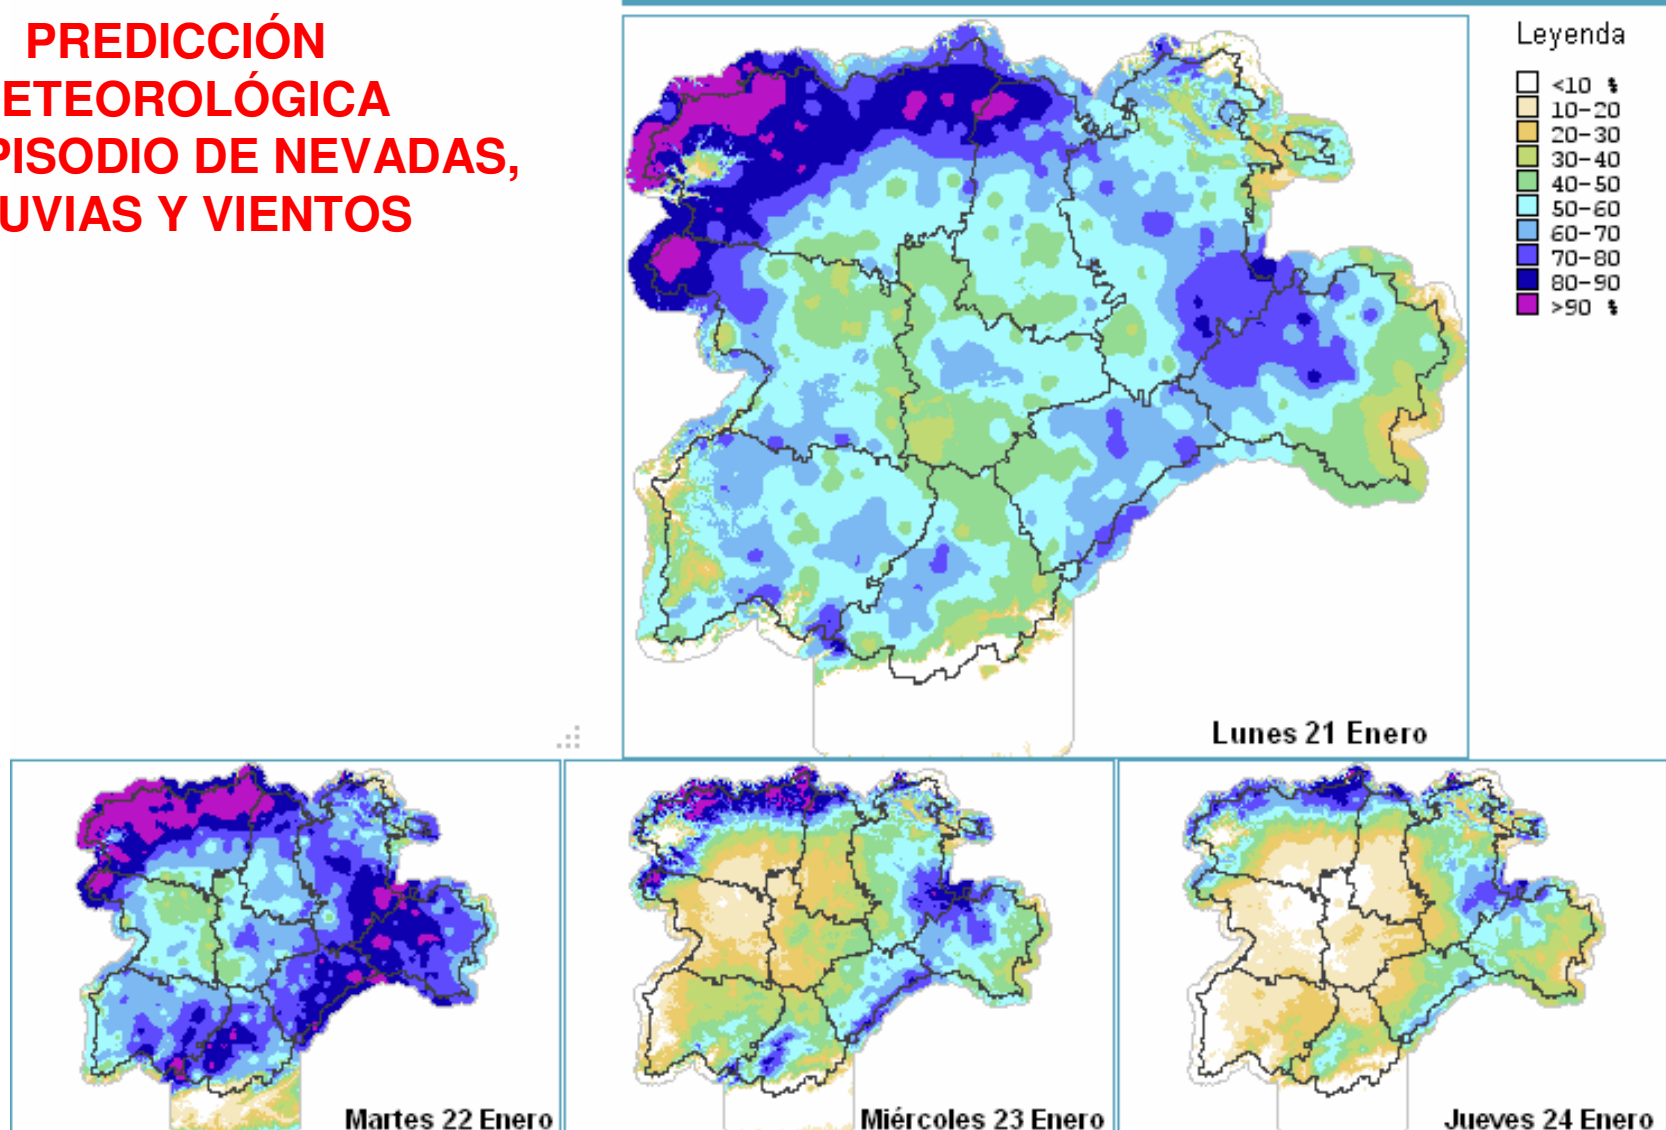 PREDICCIÓN
ETEOROLÓGICA
PISODIO DE NEVADAS,
UVIAS Y VIENTOS
Leyenda
<10 %
10-20
20-30
30-40
40-50
50-60
60-70
70-80
80-90
>90 %
Lunes 21 Enero
Martes 22 Enero
Miércoles 23 Enero
Jueves 24 Enero